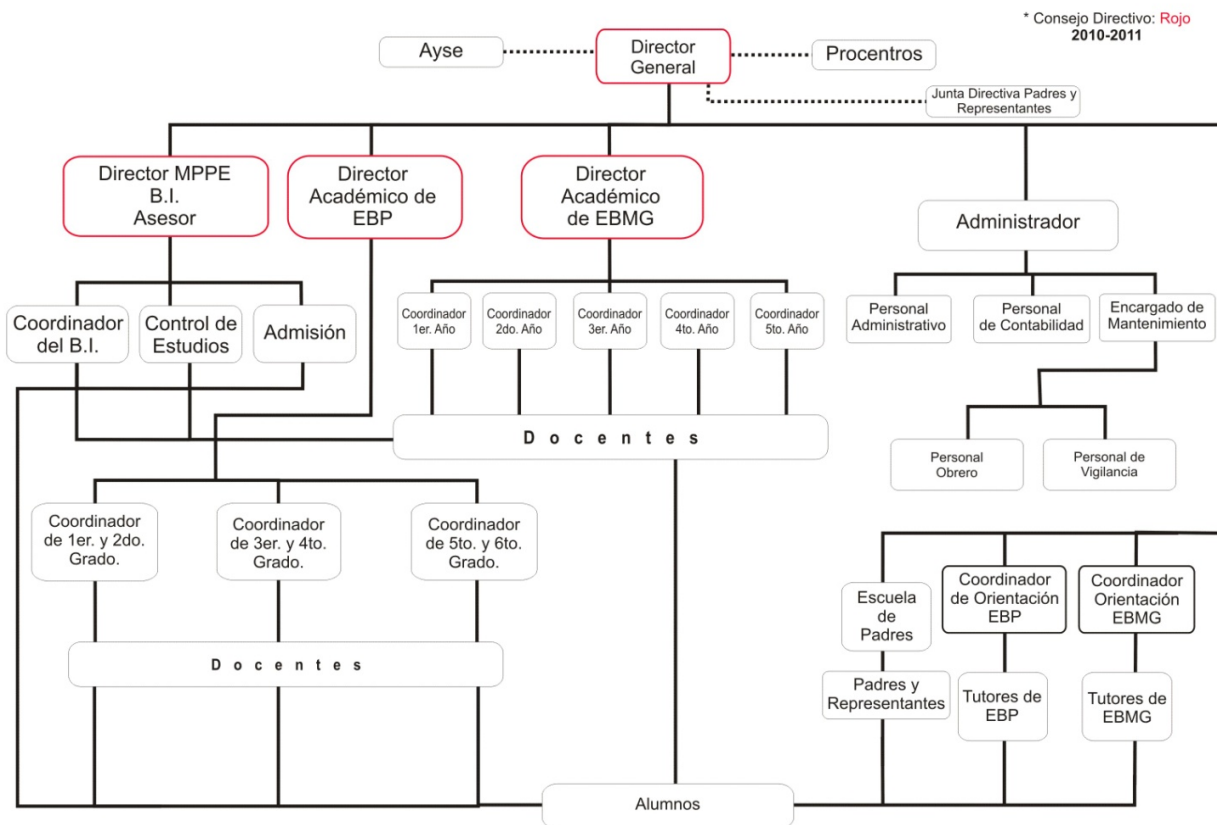 * Consejo Directivo: Rojo
2010-2011
Ayse
Director
General
Procentros
Junta Directiva Padres y
Representantes
Director MPPE
B.I.
Asesor
Director
Académico de
EBP
Director
Académico
de EBMG
Administrador
Coordinador
del B.I.
Control de
Estudios
Admisión
Coordinador
1er. Año
Coordinador
2do. Año
Coordinador
3er. Año
Coordinador
4to. Año
Coordinador
5to. Año
Personal
Administrativo
Personal
de Contabilidad
Encargado de
Mantenimiento
Docentes
Personal
Obrero
Personal de
Vigilancia
Coordinador
de 1er. y 2do.
Grado.
Coordinador
de 3er. y 4to.
Grado.
Coordinador
de 5to. y 6to.
Grado.
Escuela
de
Padres
Coordinador
de Orientación
EBP
Coordinador
Orientación
EBMG
Docentes
Padres y
Representantes
Tutores de
EBP
Tutores de
EBMG
Alumnos